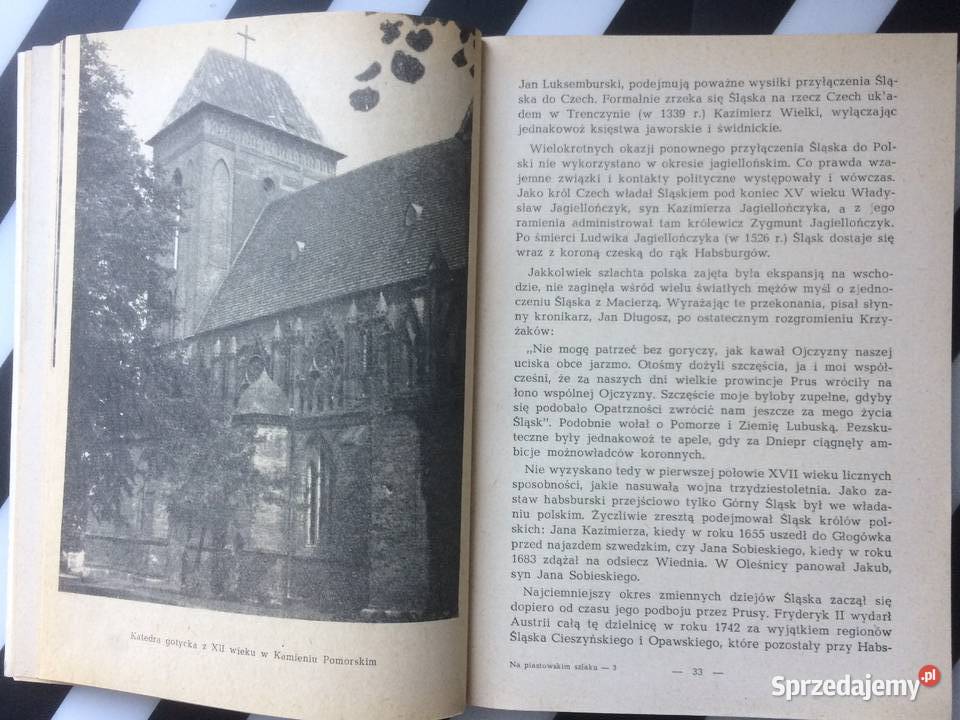 Katedra gotycka z XII wieku w Kamieniu Pomorskim
Jan Luksemburski, podejmują poważne wysiłki przyłączenia Ślą-
ska do Czech. Formalnie zrzeka się Śląska na rzecz Czech uk'a-
dem w Trenczynie (w 1339 r.) Kazimierz Wielki, wyłączając
jednakowoż księstwa jaworskie i świdnickie.
Wielokretnych okazji ponownego przyłączenia Śląska do Pol-
ski nie wykorzystano w okresie jagiellońskim. Co prawda wza-
jemne związki i kontakty polityczne występowały i wówczas.
Jako król Czech władał Śląskiem pod koniec XV wieku Włady-
sław Jagiellończyk, syn Kazimierza Jagiellończyka, a z jego
ramienia administrował tam królewicz Zygmunt Jagiellończyk.
Po śmierci Ludwika Jagiellończyka (w 1526 r.) Śląsk dostaje się
wraz z koroną czeską do rąk Habsburgów.
Jakkolwiek szlachta polska zajęta była ekspansją na wscho-
dzie, nie zaginęła wśród wielu światłych mężów myśl o zjedno-
czeniu Śląska z Macierzą. Wyrażając te przekonania, pisał słyn-
ny kronikarz, Jan Długosz, po ostatecznym rozgromieniu Krzy-
żaków:
„Nie mogę patrzeć bez goryczy, jak kawał Ojczyzny naszej
uciska obce jarzmo. Otośmy dożyli szczęścia, ja i moi współ-
cześni, że za naszych dni wielkie prowincje Prus wróciły na
łono wspólnej Ojczyzny. Szczęście moje byloby zupełne, gdyby
się podobało Opatrzności zwrócić nam jeszcze za mego życia
Śląsk". Podobnie wołał o Pomorze i Ziemię Lubuską. Pezsku-
teczne były jednakowoż te apele, gdy za Dniepr ciągnęły am-
bicje możnowładców koronnych.
Nie wyzyskano tedy w pierwszej połowie XVII wieku licznych
sposobności, jakie nasuwała wojna trzydziestoletnia. Jako za-
staw habsburski przejściowo tylko Górny Śląsk był we włada-
niu polskim. Życzliwie zresztą podejmował Śląsk królów pol-
skich: Jana Kazimierza, kiedy w roku 1655 uszedł do Głogówka
przed najazdem szwedzkim, czy Jana Sobieskiego, kiedy w roku
1683 zdążał na odsiecz Wiednia. W Oleśnicy panował Jakub,
syn Jana Sobieskiego.
Najciemniejszy okres zmiennych dziejów Śląska zaczął się
dopiero od czasu jego podboju przez Prusy. Fryderyk II wydarł
Austrii całą tę dzielnicę w roku 1742 za wyjątkiem regionów
Śląska Cieszyńskiego i Opawskiego, które pozostały przy Habs-
Na piastowskim szlaku — 3
— 33 —
Sprzedajemy.pl